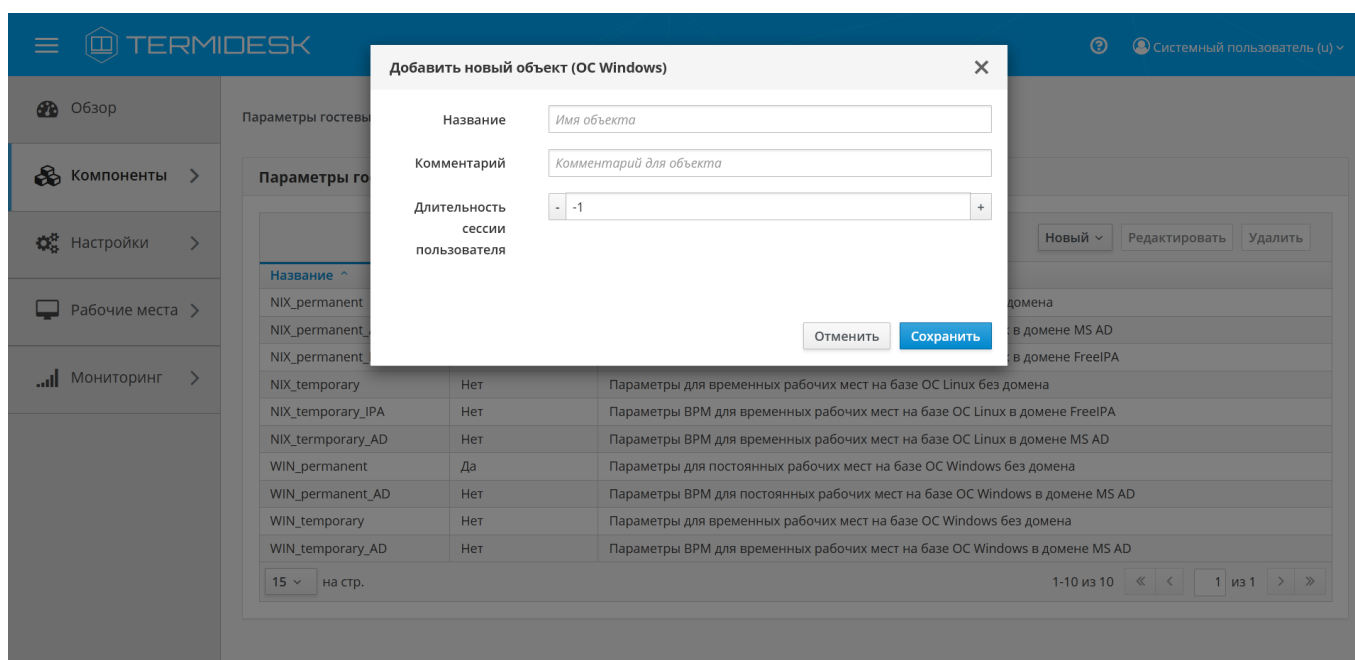 TERMIDESK
Системный пользователь (u)
Добавить новый объект (ОС Windows)
Название Имя объекта
Комментарий Комментарий для объекта
Длительность сессии пользователя - -1 +
Отменить Сохранить
Обзор
Компоненты
Настройки
Рабочие места
Мониторинг
Параметры гостевы
Параметры го
Новый Редактировать Удалить
Название
NIX_permanent домена
NIX_permanent_ в домене MS AD
NIX_permanent_ в домене FreeIPA
NIX_temporary Нет Параметры для временных рабочих мест на базе ОС Linux без домена
NIX_temporary_IPA Нет Параметры ВРМ для временных рабочих мест на базе ОС Linux в домене FreeIPA
NIX_termporary_AD Нет Параметры ВРМ для временных рабочих мест на базе ОС Linux в домене MS AD
WIN_permanent Да Параметры для постоянных рабочих мест на базе ОС Windows без домена
WIN_permanent_AD Нет Параметры ВРМ для постоянных рабочих мест на базе ОС Windows в домене MS AD
WIN_temporary Нет Параметры для временных рабочих мест на базе ОС Windows без домена
WIN_temporary_AD Нет Параметры ВРМ для временных рабочих мест на базе ОС Windows в домене MS AD
15 на стр. 1-10 из 10 1 из 1